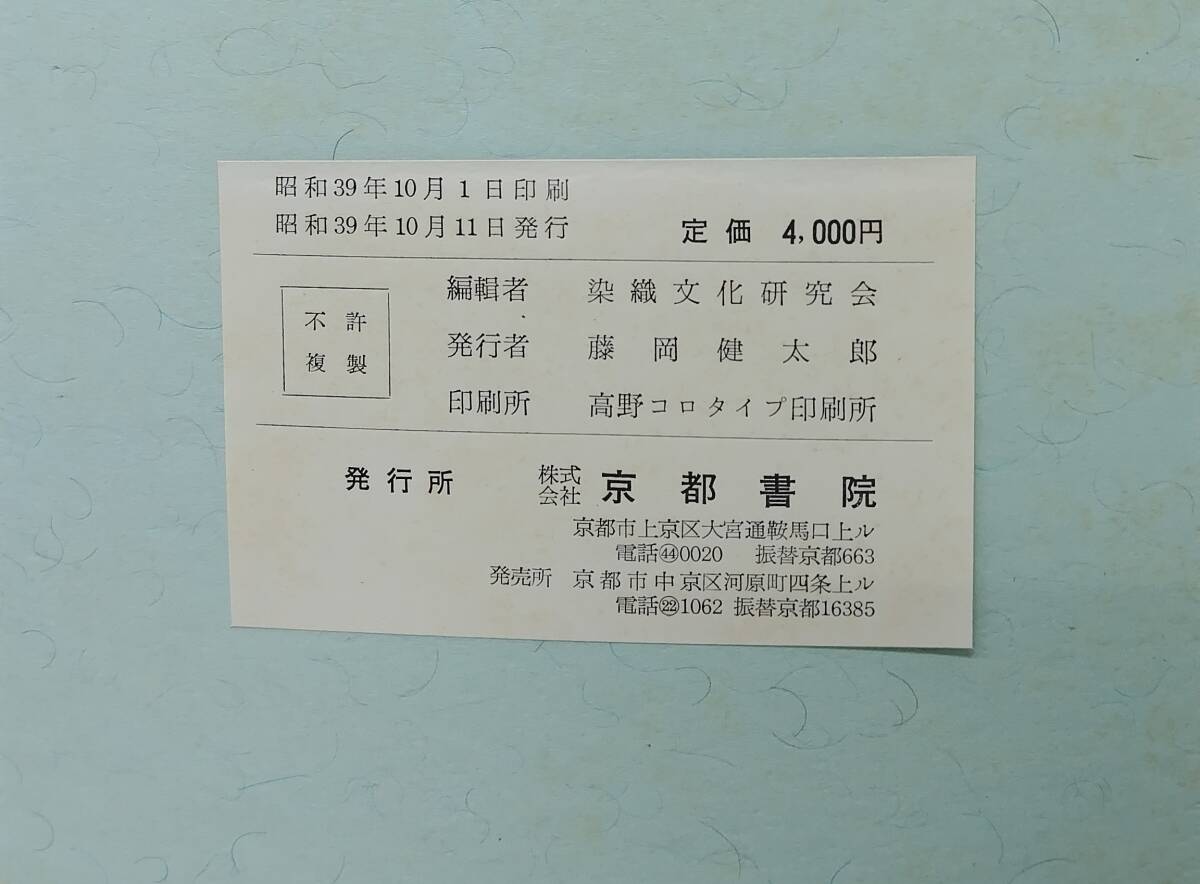 昭和39年10月1日印刷
昭和39年10月11日発行
定価 4,000円
不許
複製
編輯者 染織文化研究会
発行者 藤岡健太郎
印刷所 高野コロタイプ印刷所
発行所 株式会社 京都書院
京都市上京区大宮通鞍馬口上ル
電話㊹0020 振替京都663
発売所 京都市中京区河原町四条上ル
電話㉒1062 振替京都16385